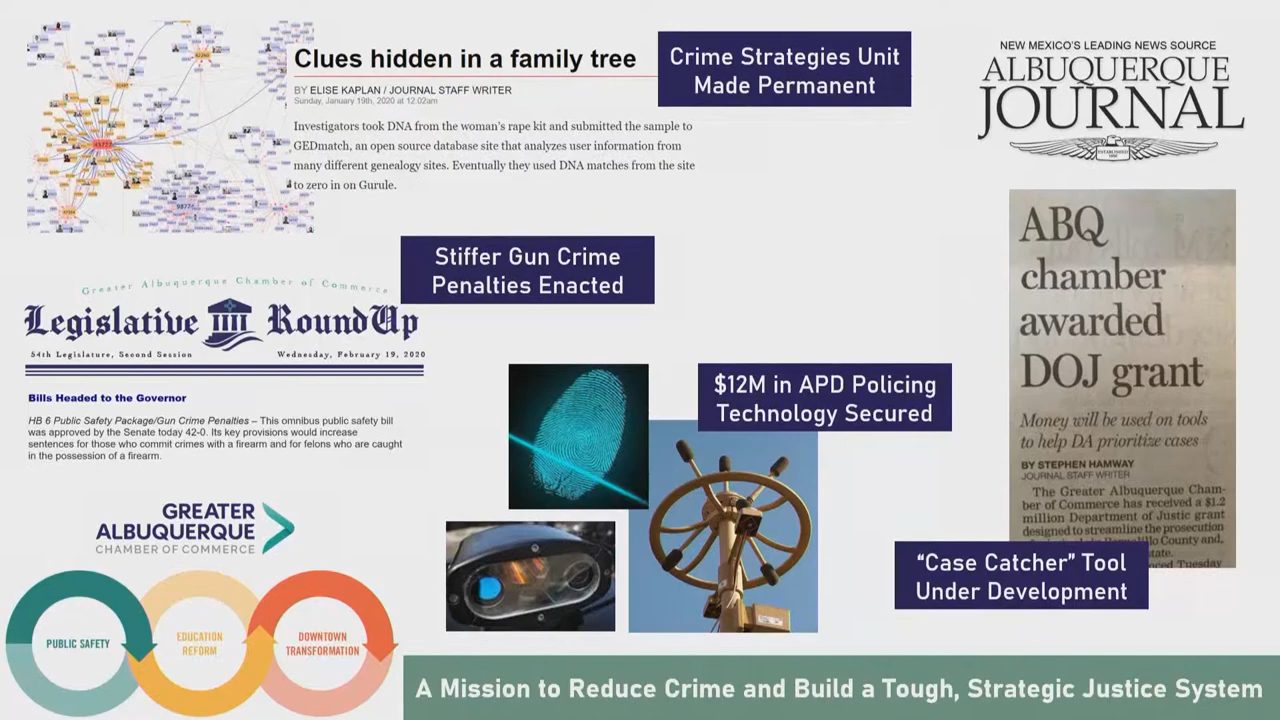 Clues hidden in a family tree
BY ELISE KAPLAN / JOURNAL STAFF WRITER
Sunday, January 19th, 2020 at 12.02am
Investigators took DNA from the woman's rape kit and submitted the sample to
GEDmatch, an open source database site that analyzes user information from
many different genealogy sites. Eventually they used DNA matches from the site
to zero in on Gurule.
Crime Strategies Unit
Made Permanent
NEW MEXICO'S LEADING NEWS SOURCE
ALBUQUERQUE
JOURNAL
Stiffer Gun Crime
Penalties Enacted
Greater Albuquerque Chamber of Commerce
Legislative RoundUp
54th Legislature, Second Session Wednesday, February 19, 2020
Bills Headed to the Governor
HB 6 Public Safety Package/Gun Crime Penalties – This omnibus public safety bill
was approved by the Senate today 42-0. Its key provisions would increase
sentences for those who commit crimes with a firearm and for felons who are caught
in the possession of a firearm.
$12M in APD Policing
Technology Secured
ABQ
chamber
awarded
DOJ grant
Money will be used on tools
to help DA prioritize cases
BY STEPHEN HAMWAY
JOURNAL STAFF WRITER
The Greater Albuquerque Cham-
ber of Commerce has received a $1.2
million Department of Justic grant
designed to streamline the prosecution
County and,
Tuesday
"Case Catcher" Tool
Under Development
GREATER
ALBUQUERQUE
CHAMBER OF COMMERCE
PUBLIC SAFETY
EDUCATION
REFORM
DOWNTOWN
TRANSFORMATION
A Mission to Reduce Crime and Build a Tough, Strategic Justice System